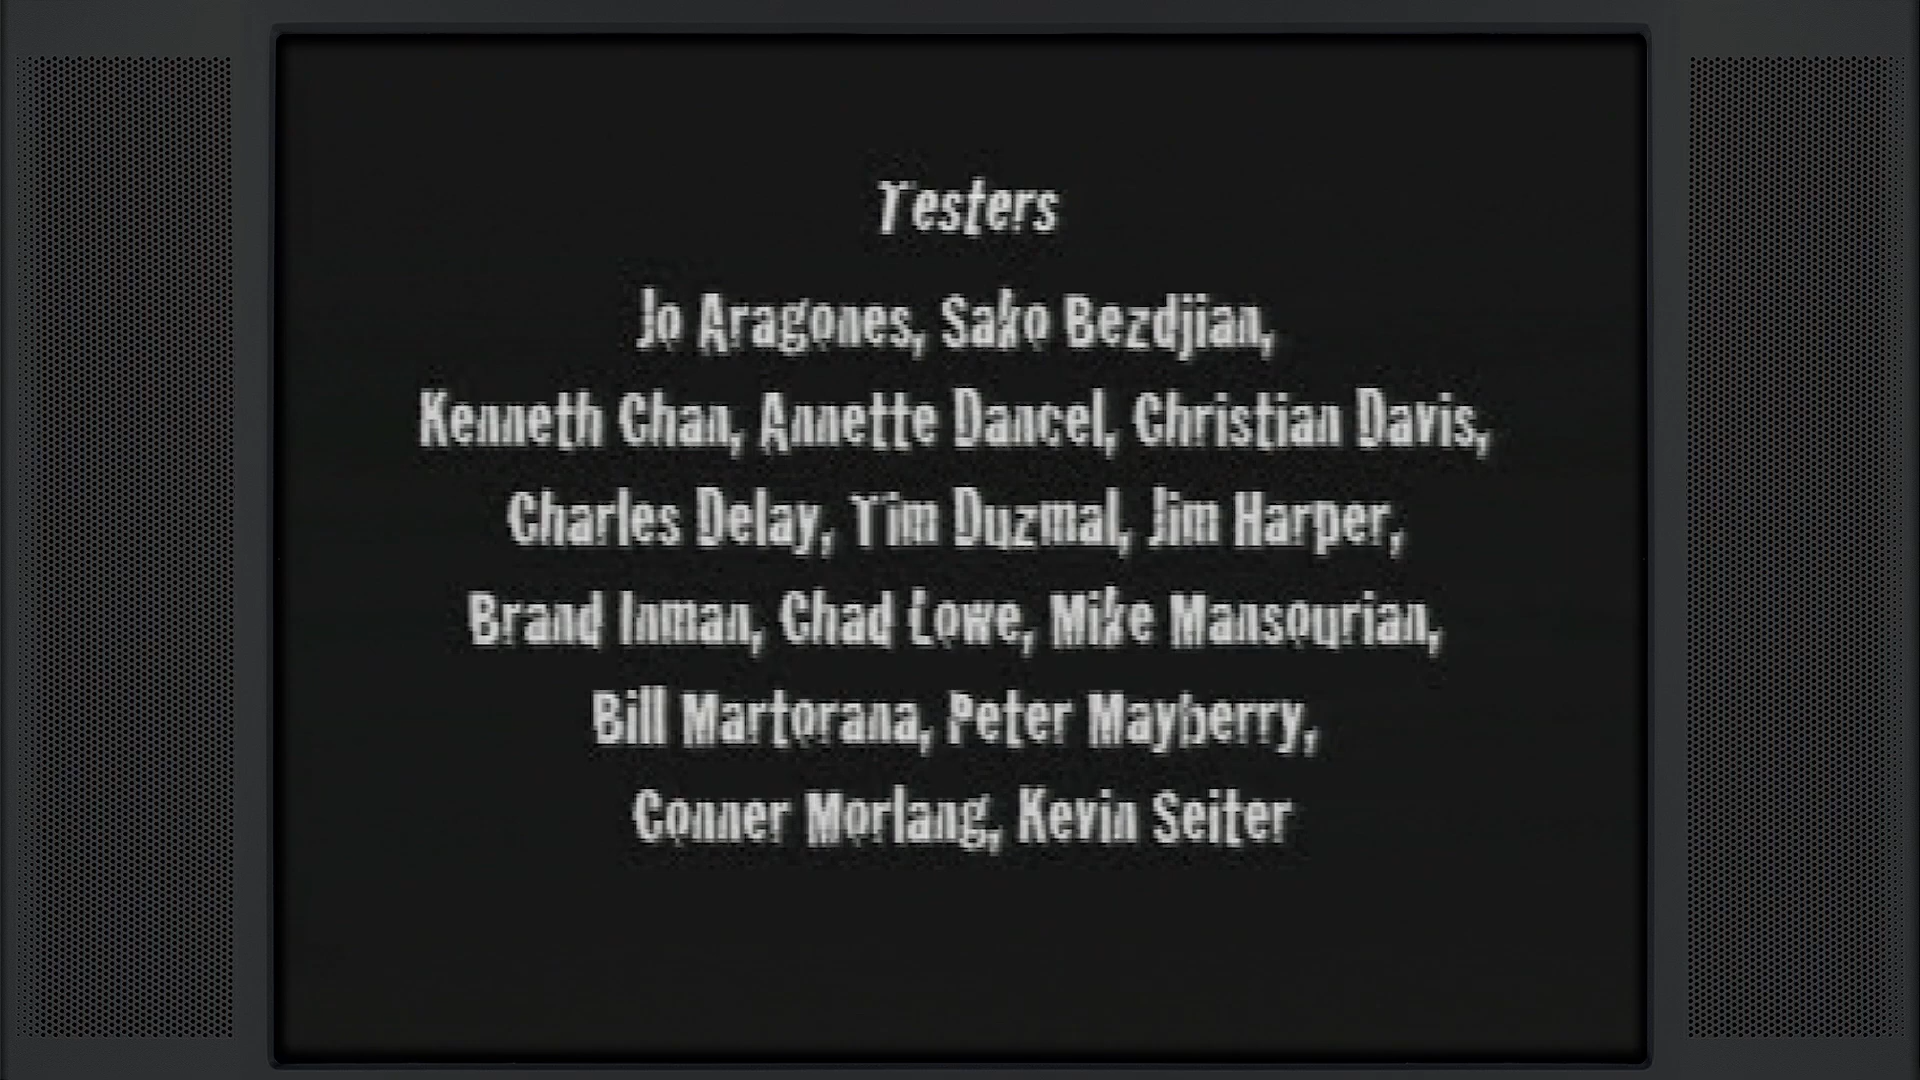 Testers
Jo Aragones, Sako Bezdjian,
Kenneth Chan, Annette Dancel, Christian Davis,
Charles Delay, Tim Duzmal, Jim Harper,
Brand Inman, Chad Lowe, Mike Mansourian,
Bill Martorana, Peter Mayberry,
Conner Morlang, Kevin Seiter